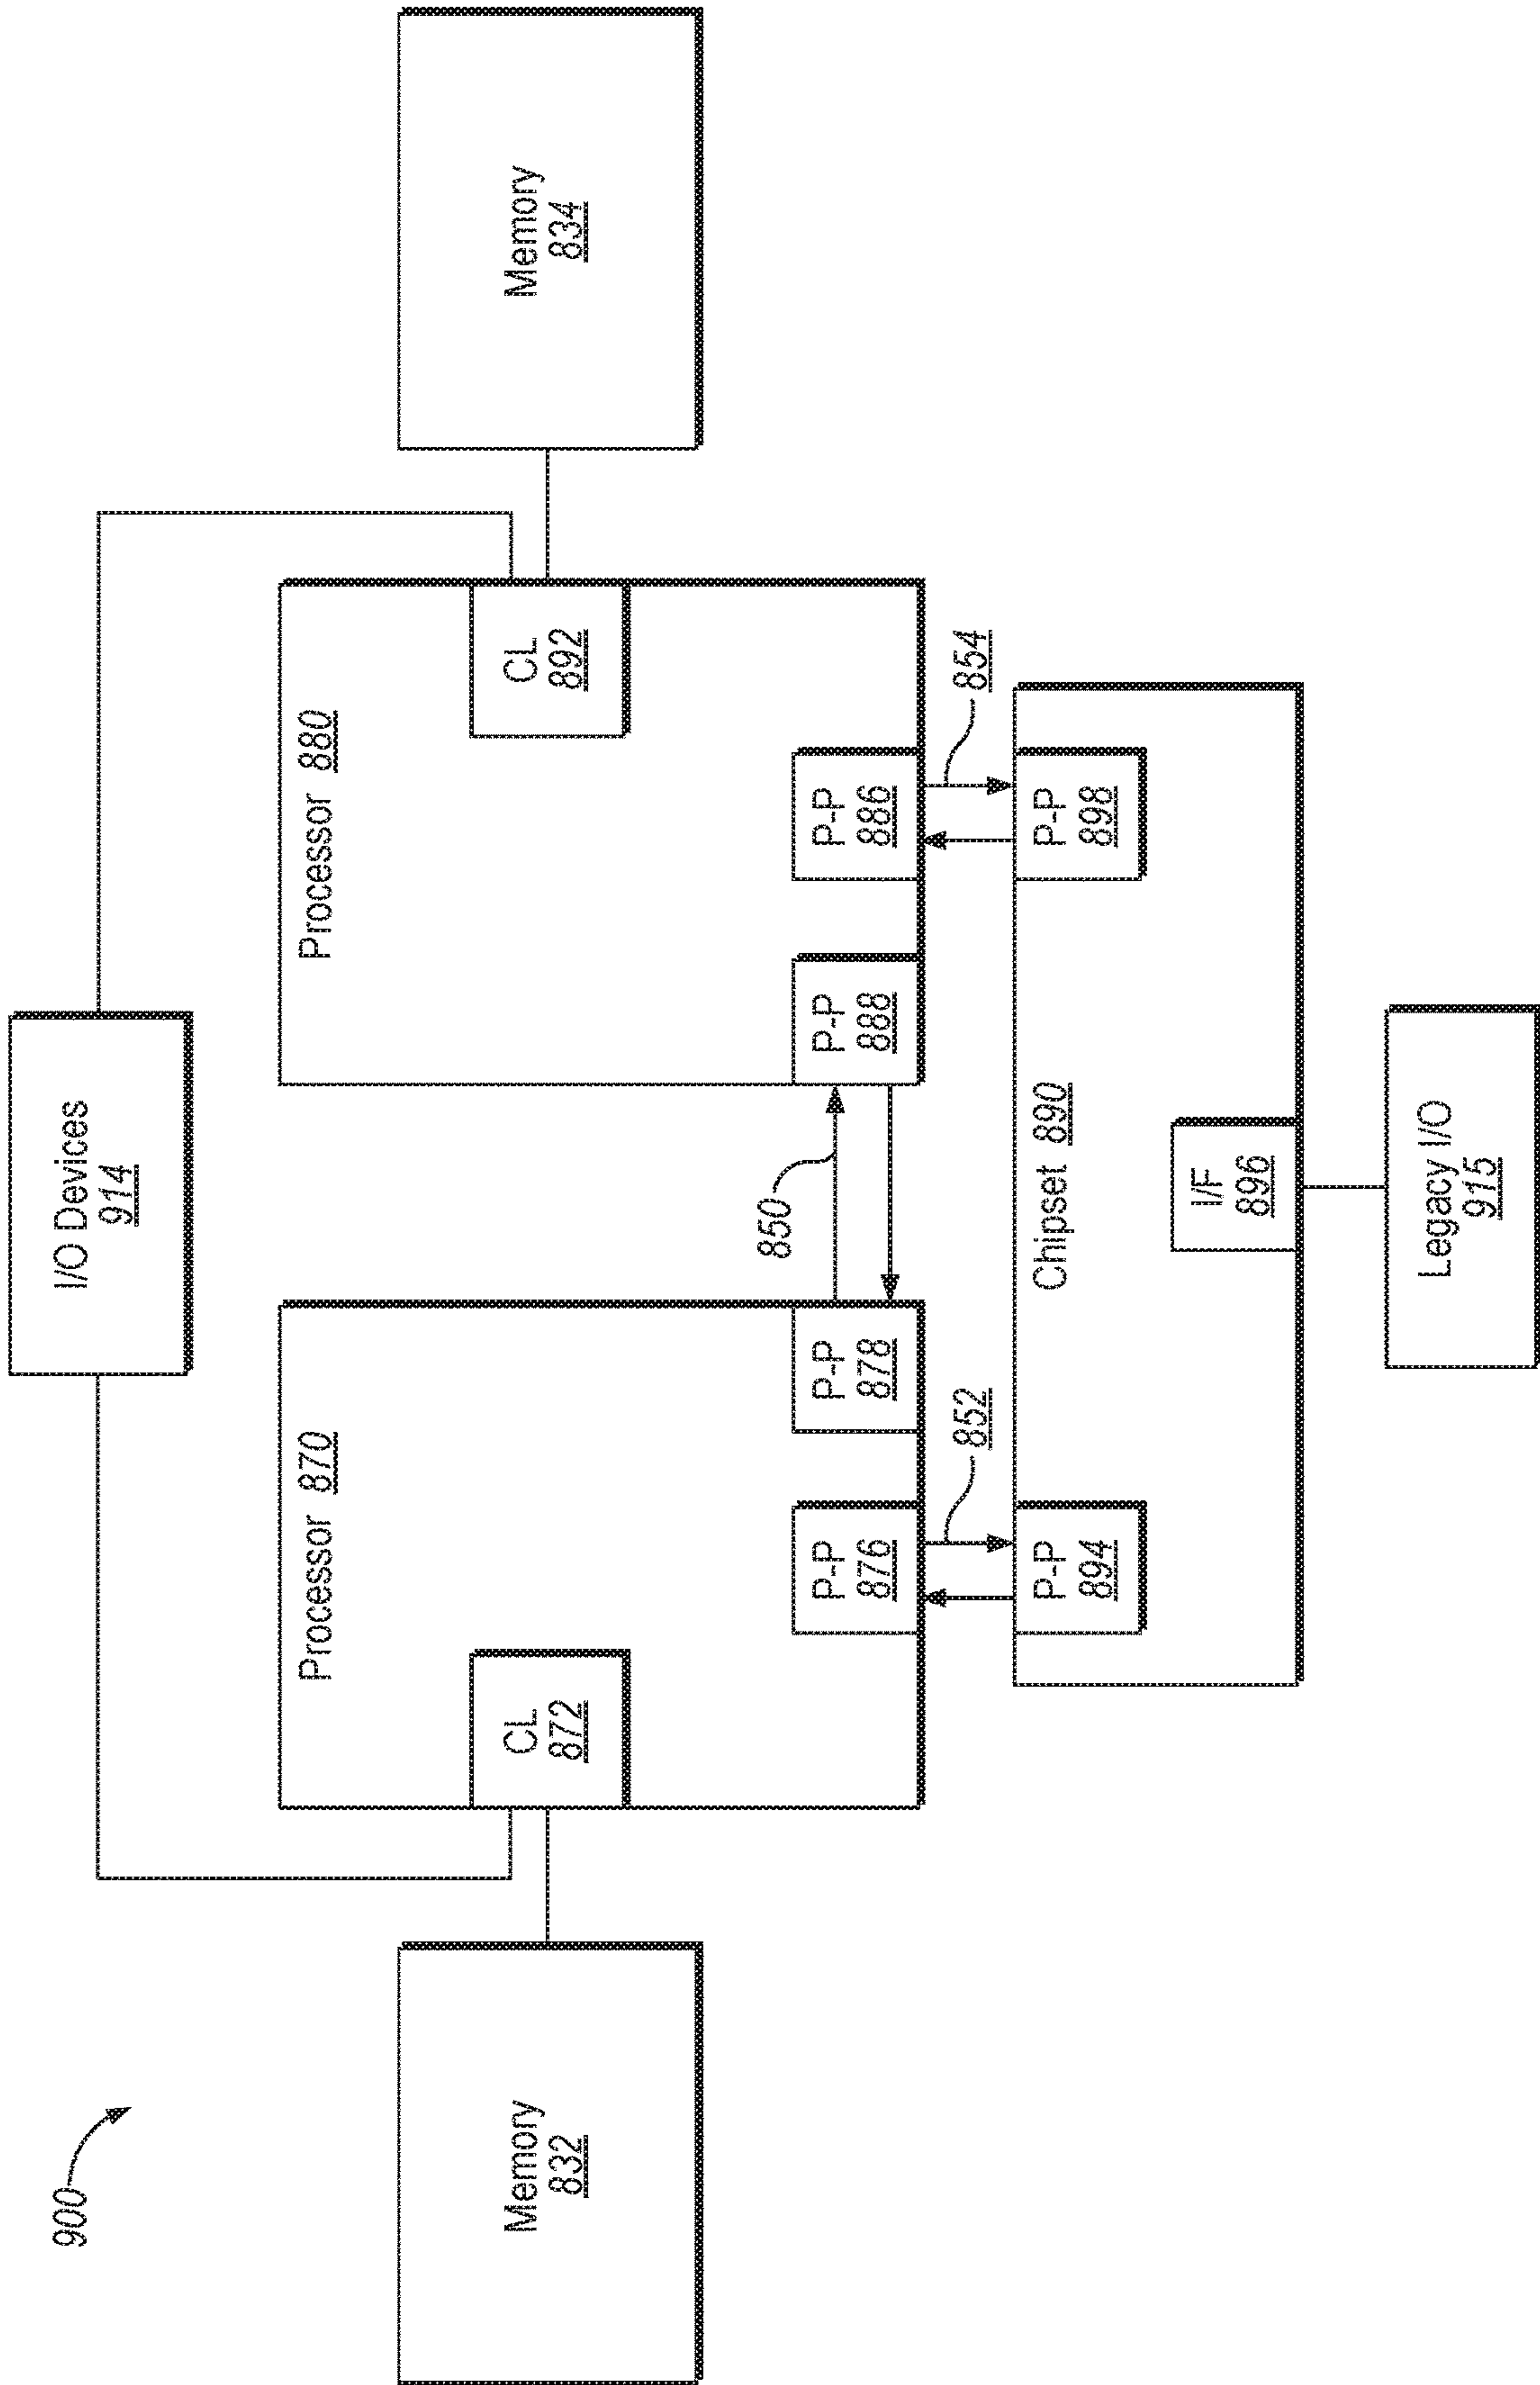 900
I/O Devices
914
Memory
832
Processor 870
CL
872
P-P
876
P-P
878
850
Processor 880
CL
892
P-P
888
P-P
886
Memory
834
852
854
P-P
894
Chipset 890
P-P
898
I/F
896
Legacy I/O
915